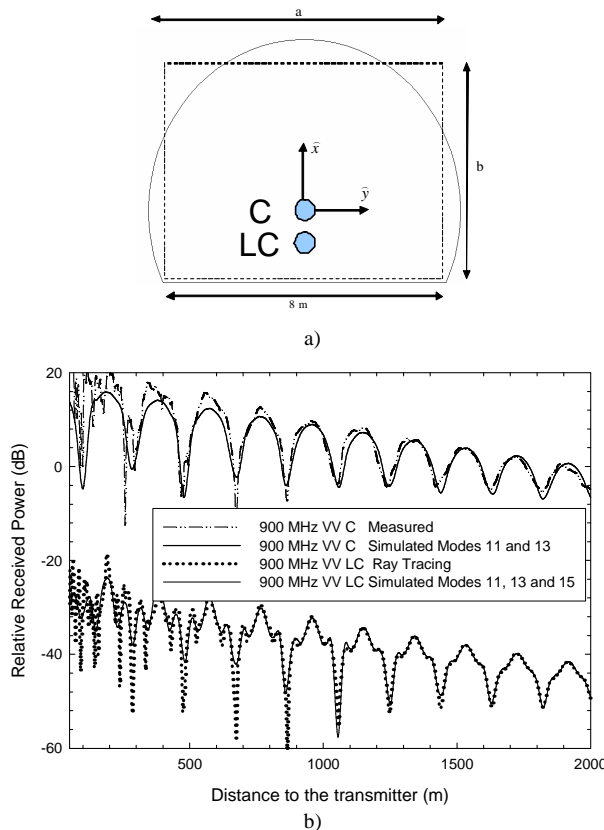 a
x̂
ŷ
C
LC
b
8 m
a)
20
0
-20
-40
-60
Relative Received Power (dB)
900 MHz VV C Measured
900 MHz VV C Simulated Modes 11 and 13
900 MHz VV LC Ray Tracing
900 MHz VV LC Simulated Modes 11, 13 and 15
500
1000
1500
2000
Distance to the transmitter (m)
b)